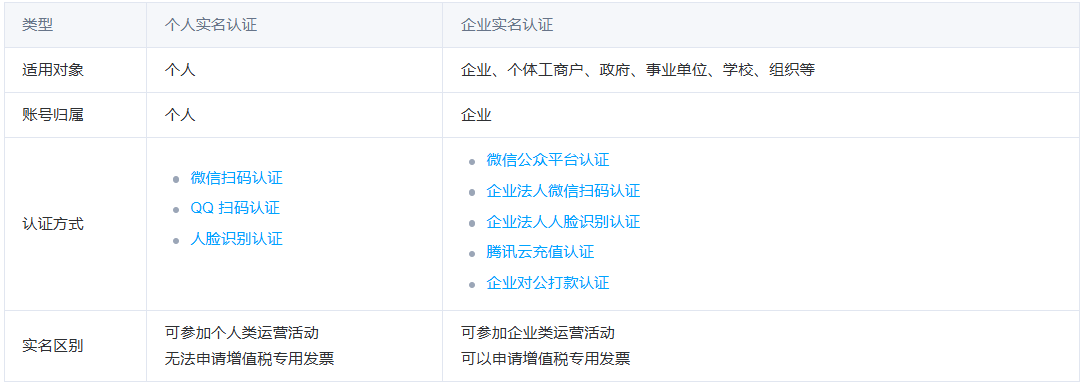 类型
个人实名认证
企业实名认证
适用对象
个人
企业、个体工商户、政府、事业单位、学校、组织等
账号归属
个人
企业
认证方式
微信扫码认证
QQ 扫码认证
人脸识别认证
微信公众平台认证
企业法人微信扫码认证
企业法人人脸识别认证
腾讯云充值认证
企业对公打款认证
实名区别
可参加个人类运营活动
无法申请增值税专用发票
可参加企业类运营活动
可以申请增值税专用发票